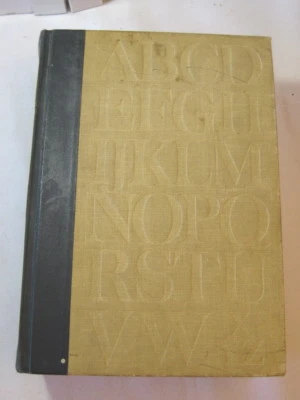 ABCD
EFGH
IJKLM
NOPQ
RSTU
VW